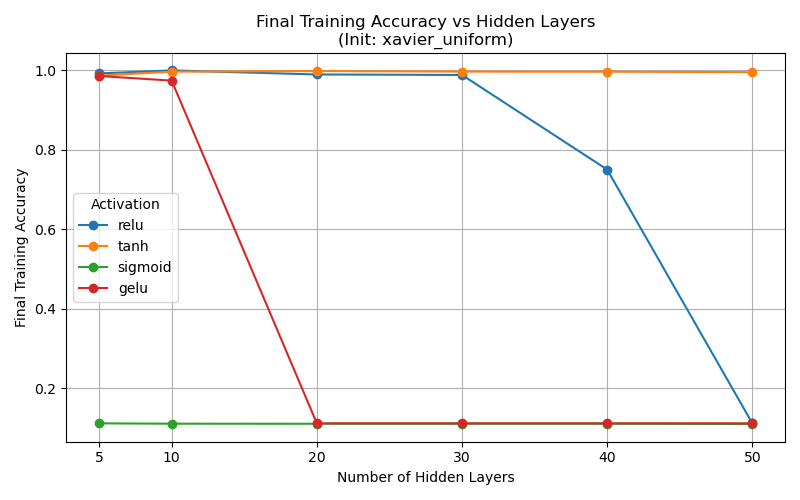 Final Training Accuracy vs Hidden Layers
(Init: xavier_uniform)
Final Training Accuracy
1.0
0.8
0.6
0.4
0.2
Activation
relu
tanh
sigmoid
gelu
5
10
20
30
40
50
Number of Hidden Layers